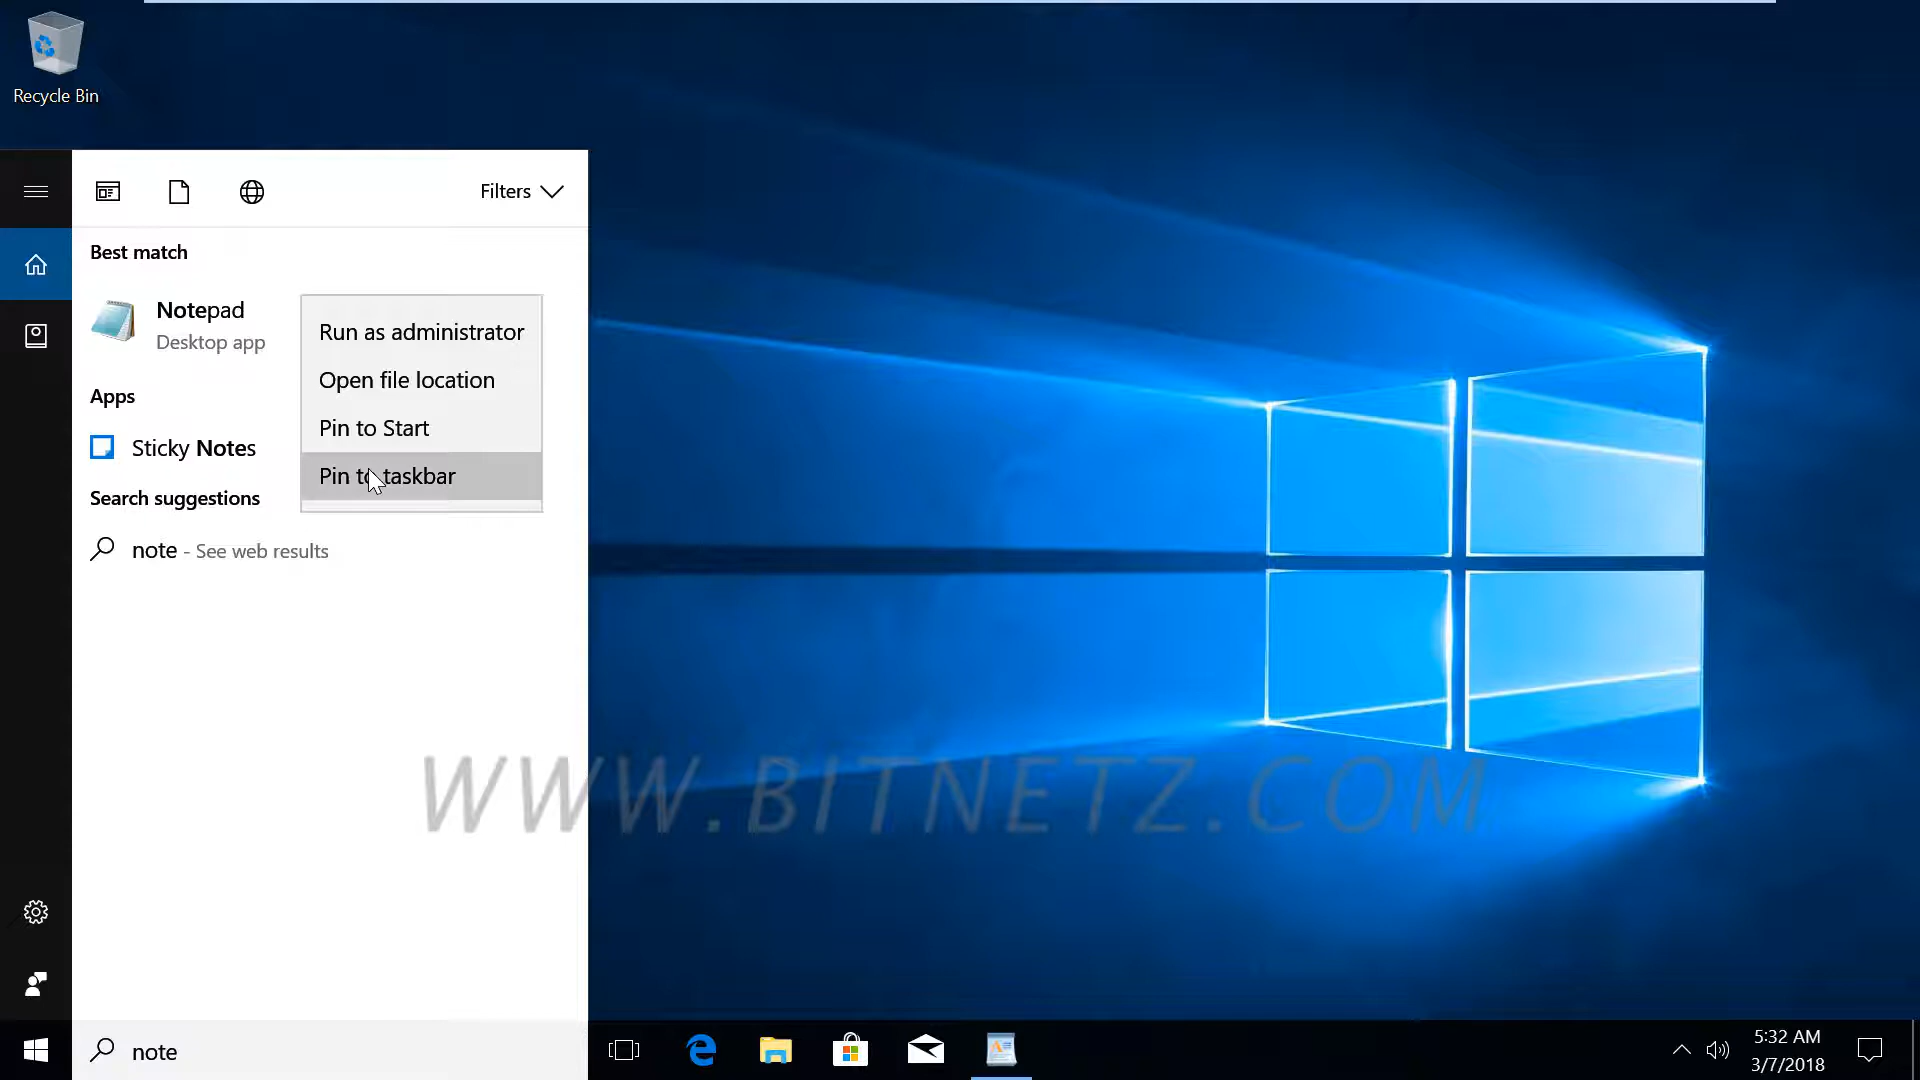 Recycle Bin
Filters
Best match
Notepad
Desktop app
Run as administrator
Open file location
Pin to Start
Pin to taskbar
Apps
Sticky Notes
Search suggestions
note - See web results
WWW.BITNETZ.COM
note
5:32 AM
3/7/2018